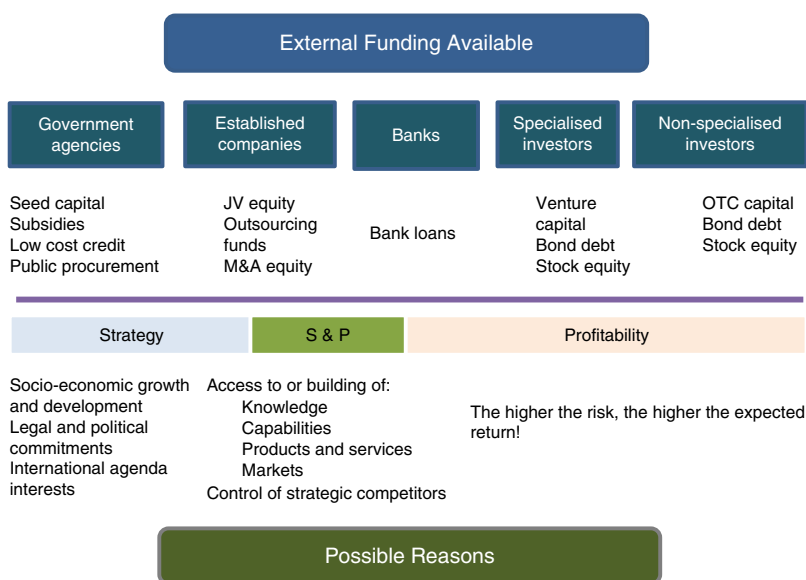 External Funding Available
Government
agencies
Established
companies
Banks
Specialised
investors
Non-specialised
investors
Seed capital
Subsidies
Low cost credit
Public procurement
JV equity
Outsourcing
funds
M&A equity
Bank loans
Venture
capital
Bond debt
Stock equity
OTC capital
Bond debt
Stock equity
Strategy
S & P
Profitability
Socio-economic growth
and development
Legal and political
commitments
International agenda
interests
Access to or building of:
Knowledge
Capabilities
Products and services
Markets
Control of strategic competitors
The higher the risk, the higher the expected
return!
Possible Reasons